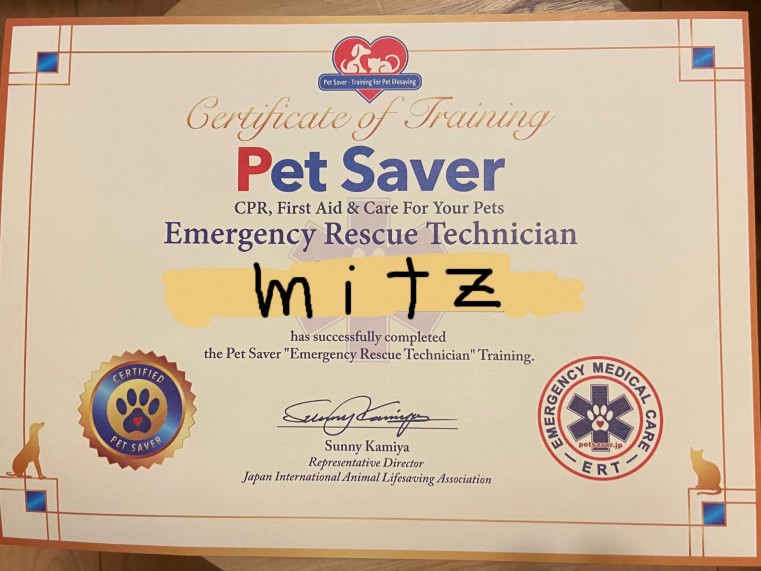 Pet Saver - Training for Pet lifesaving
Certificate of Training
Pet Saver
CPR, First Aid & Care For Your Pets
Emergency Rescue Technician
mitz
has successfully completed
the Pet Saver "Emergency Rescue Technician" Training.
CERTIFIED
PET SAVER
Sunny Kamiya
Sunny Kamiya
Representative Director
Japan International Animal Lifesaving Association
EMERGENCY MEDICAL CARE
petsaver.jp
ERT